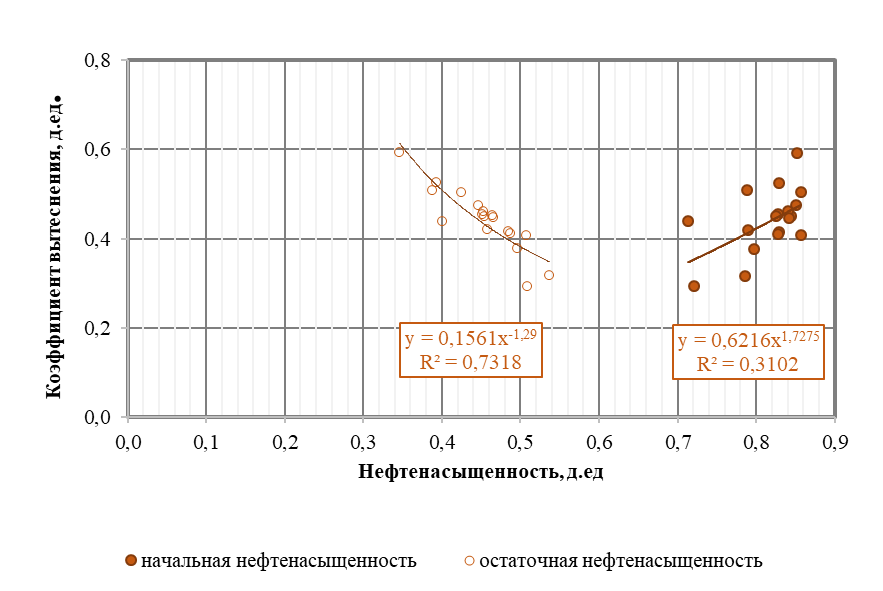 Коэффициент вытеснения, д.ед.
0,8
0,6
0,4
0,2
0,0
y = 0,1561x^-1,29
R² = 0,7318
y = 0,6216x^1,7275
R² = 0,3102
0,0 0,1 0,2 0,3 0,4 0,5 0,6 0,7 0,8 0,9
Нефтенасыщенность, д.ед
начальная нефтенасыщенность
остаточная нефтенасыщенность